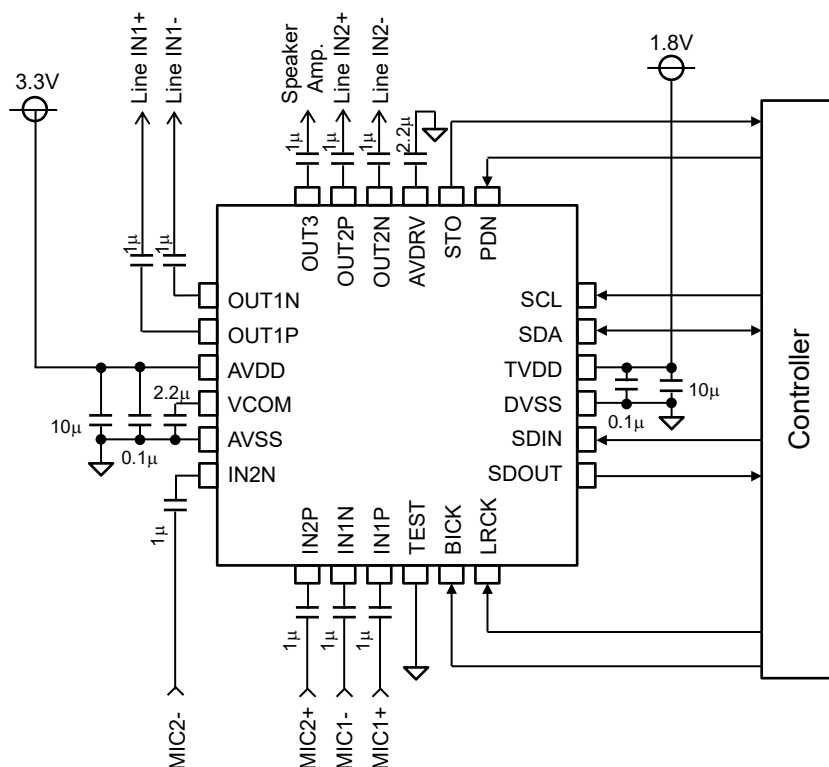 Line IN1+
Line IN1-
Speaker Amp.
Line IN2+
Line IN2-
3.3V
1.8V
1μ
1μ
1μ
1μ
1μ
2.2μ
OUT3
OUT2P
OUT2N
AVDRV
STO
PDN
OUT1N
OUT1P
AVDD
VCOM
AVSS
IN2N
2.2μ
10μ
0.1μ
SCL
SDA
TVDD
DVSS
SDIN
SDOUT
0.1μ
10μ
Controller
IN2P
IN1N
IN1P
TEST
BICK
LRCK
1μ
1μ
1μ
1μ
MIC2-
MIC2+
MIC1-
MIC1+